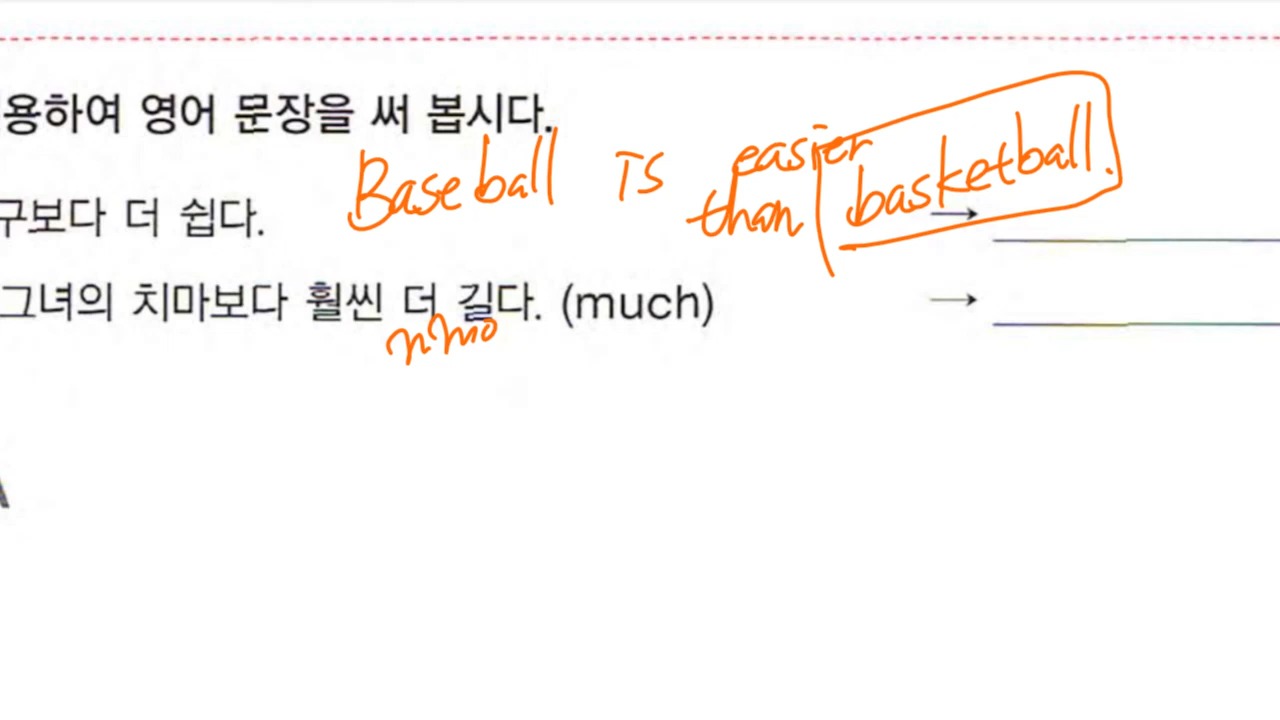 용하여 영어 문장을 써 봅시다.
Baseball is easier
than basketball.
구보다 더 쉽다. →
그녀의 치마보다 훨씬 더 길다. (much) →